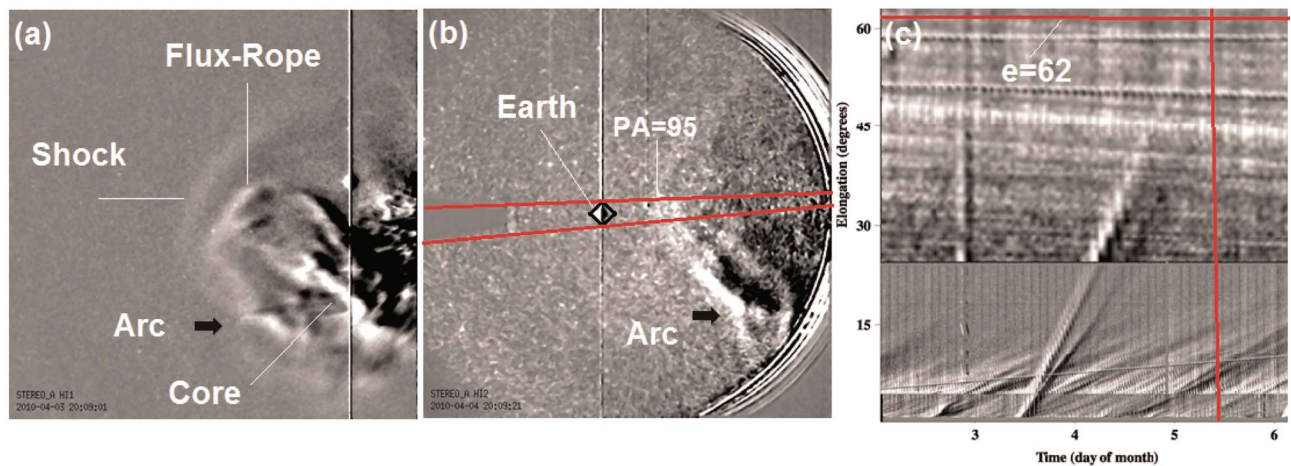 (a)
Flux-Rope
Shock
Arc
Core
STEREO_A HI1
2010-04-03 20:09:01
(b)
Earth
PA=95
Arc
STEREO_A HI2
2010-04-04 20:09:21
(c)
e=62
Elongation (degrees)
60
45
30
15
3 4 5 6
Time (day of month)